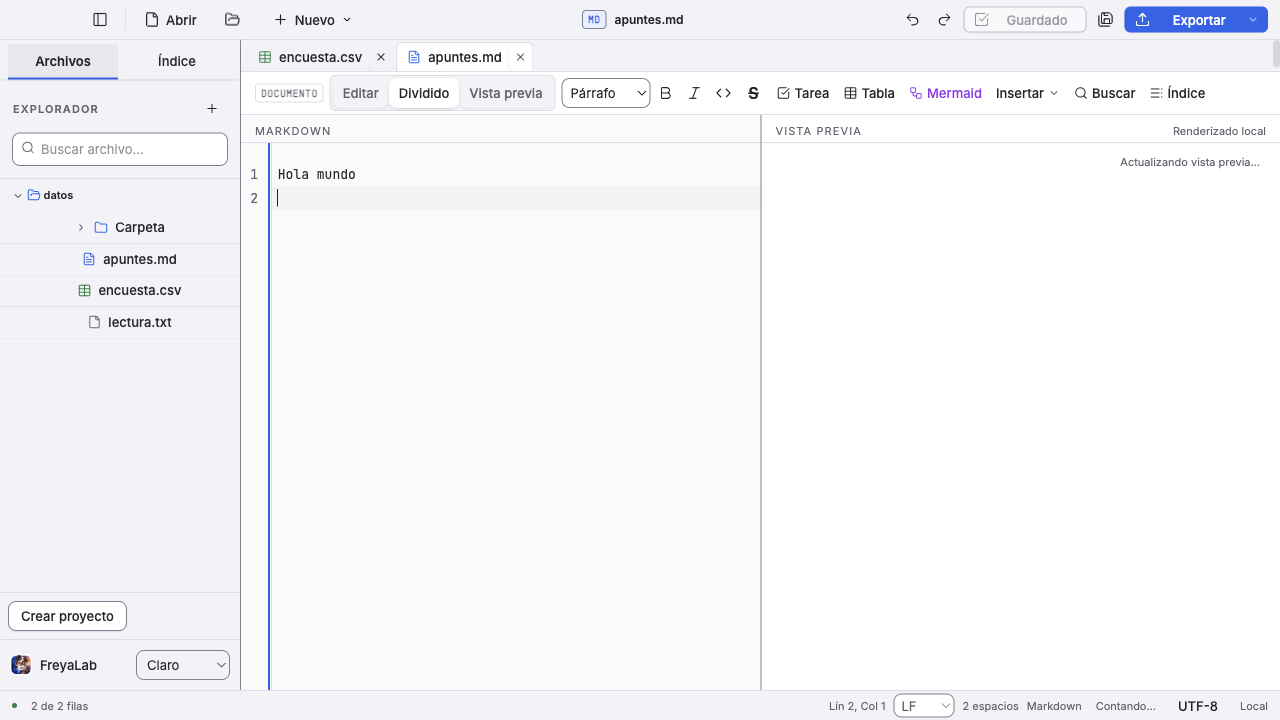 Abrir
Nuevo
MD apuntes.md
Guardado
Exportar
Archivos
Índice
encuesta.csv
apuntes.md
EXPLORADOR
DOCUMENTO
Editar
Dividido
Vista previa
Párrafo
B
I
S
Tarea
Tabla
Mermaid
Insertar
Buscar
Índice
Buscar archivo...
MARKDOWN
VISTA PREVIA
Renderizado local
Actualizando vista previa...
1 Hola mundo
2
datos
Carpeta
apuntes.md
encuesta.csv
lectura.txt
Crear proyecto
FreyaLab
Claro
2 de 2 filas
Lín 2, Col 1
LF
2 espacios
Markdown
Contando...
UTF-8
Local